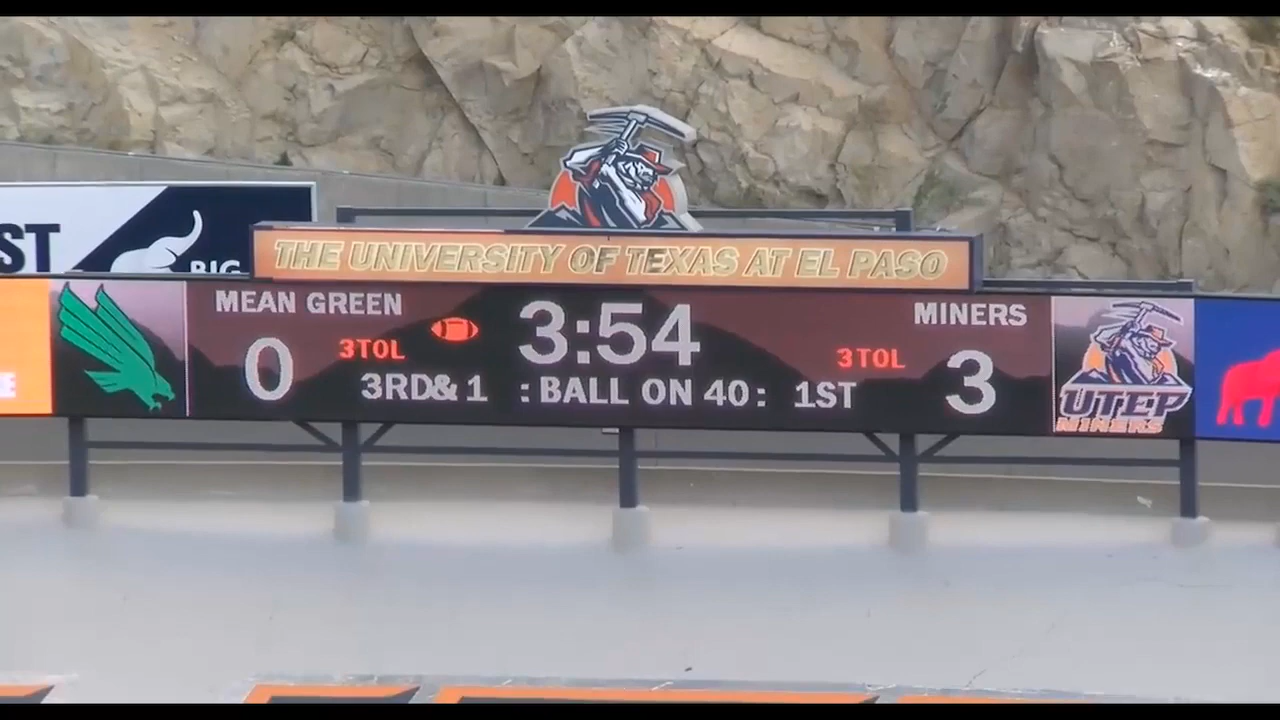 ST
BIG
THE UNIVERSITY OF TEXAS AT EL PASO
MEAN GREEN
3:54
MINERS
0
3TOL
3TOL
3
3RD& 1 : BALL ON 40: 1ST
UTEP
MINERS